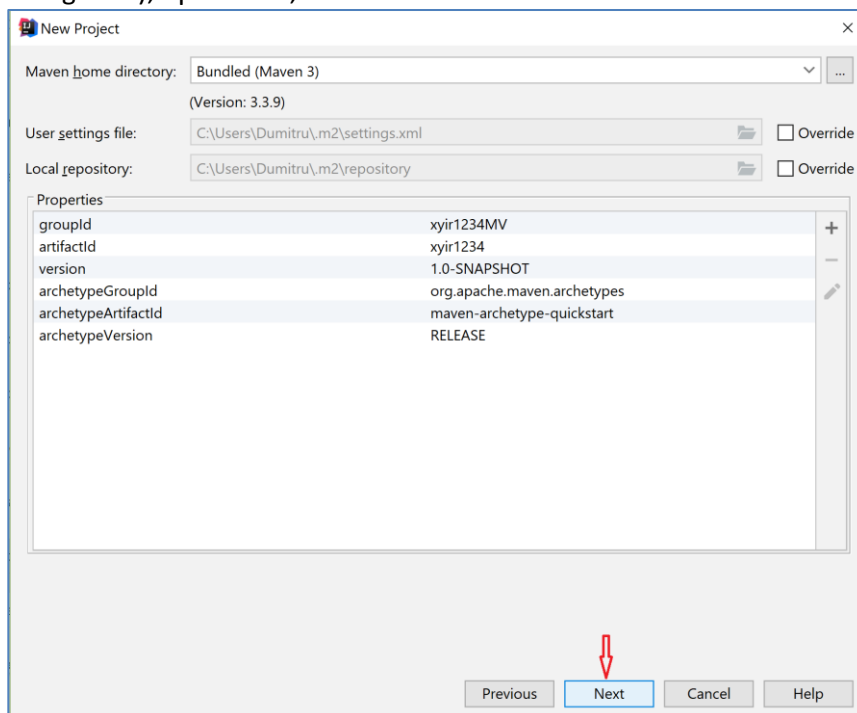 New Project
Maven home directory: Bundled (Maven 3) ...
(Version: 3.3.9)
User settings file: C:\Users\Dumitru\.m2\settings.xml Override
Local repository: C:\Users\Dumitru\.m2\repository Override
Properties
groupId xyir1234MV
artifactId xyir1234
version 1.0-SNAPSHOT
archetypeGroupId org.apache.maven.archetypes
archetypeArtifactId maven-archetype-quickstart
archetypeVersion RELEASE
Previous Next Cancel Help